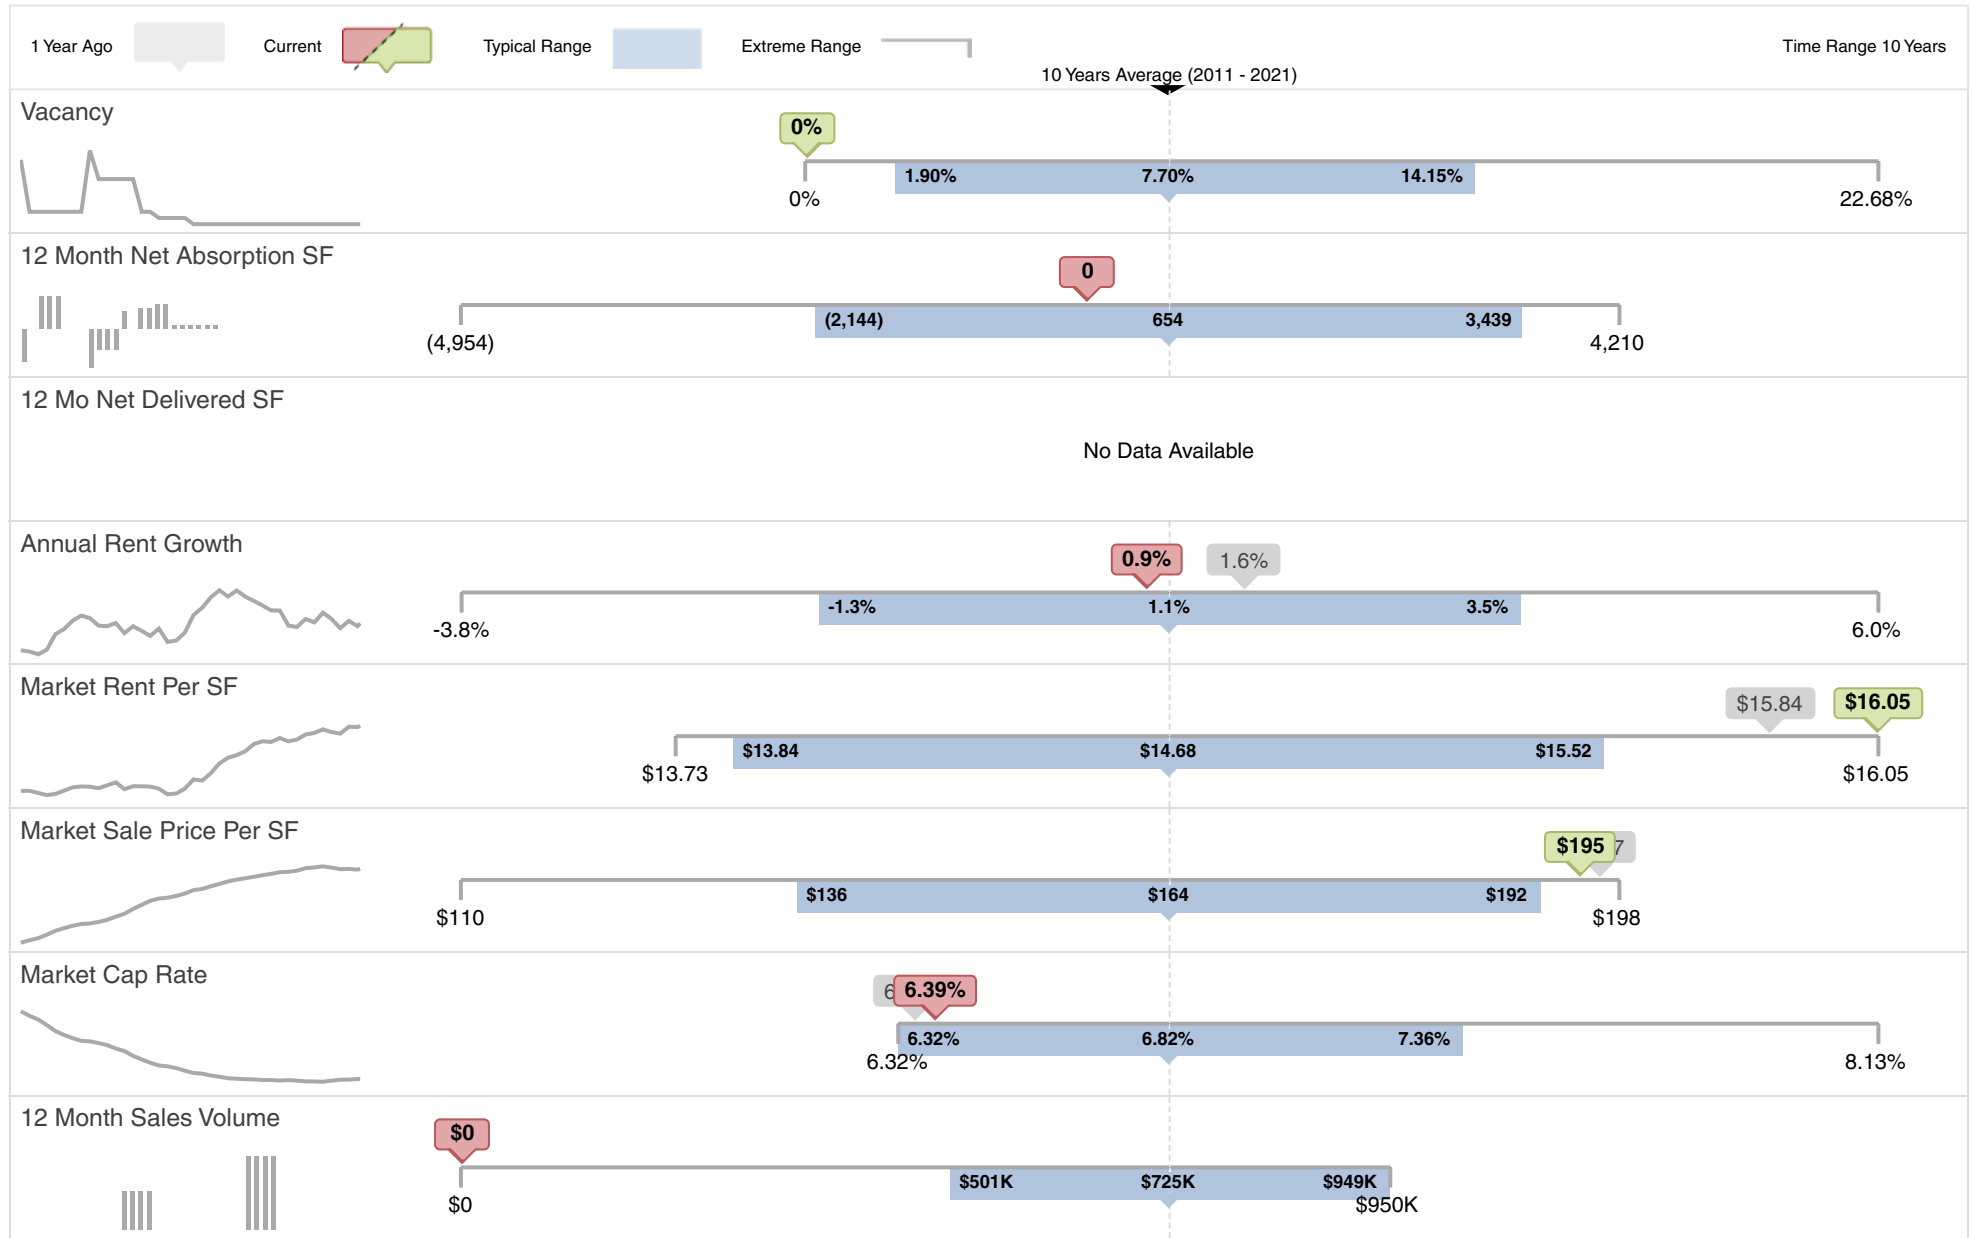 1 Year Ago Current Typical Range Extreme Range Time Range 10 Years
10 Years Average (2011 - 2021)
Vacancy
0%
1.90% 7.70% 14.15%
0% 22.68%
12 Month Net Absorption SF
0
(2,144) 654 3,439
(4,954) 4,210
12 Mo Net Delivered SF
No Data Available
Annual Rent Growth
0.9% 1.6%
-1.3% 1.1% 3.5%
-3.8% 6.0%
Market Rent Per SF
$15.84 $16.05
$13.84 $14.68 $15.52
$13.73 $16.05
Market Sale Price Per SF
$195 7
$136 $164 $192
$110 $198
Market Cap Rate
6 6.39%
6.32% 6.82% 7.36%
6.32% 8.13%
12 Month Sales Volume
$0
$501K $725K $949K
$0 $950K